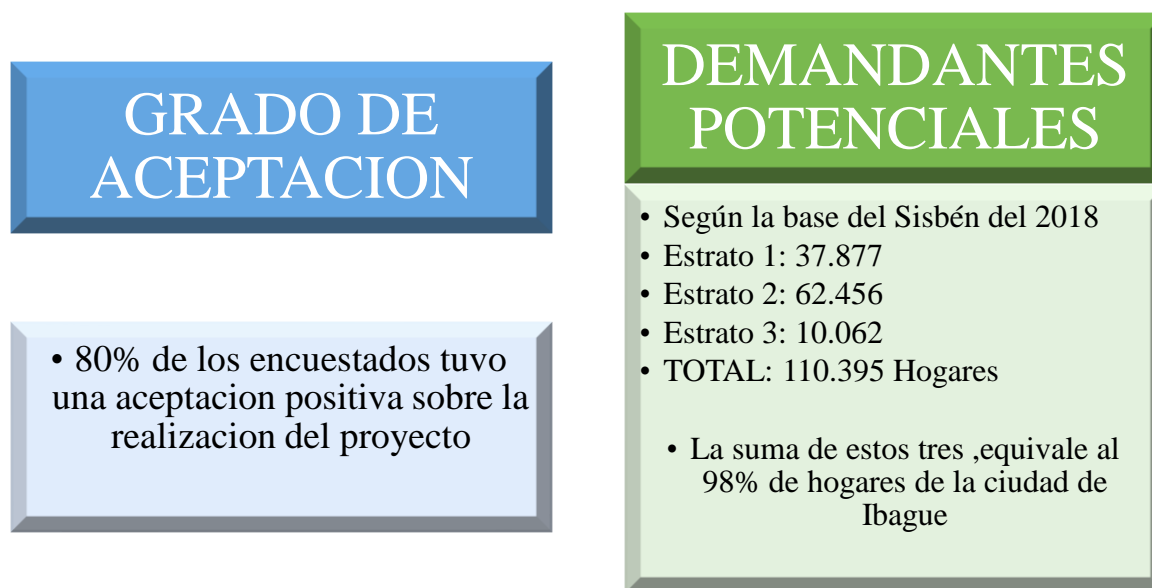 GRADO DE
ACEPTACION
• 80% de los encuestados tuvo
una aceptacion positiva sobre la
realizacion del proyecto
DEMANDANTES
POTENCIALES
• Según la base del Sisbén del 2018
• Estrato 1: 37.877
• Estrato 2: 62.456
• Estrato 3: 10.062
• TOTAL: 110.395 Hogares
• La suma de estos tres ,equivale al
98% de hogares de la ciudad de
Ibague